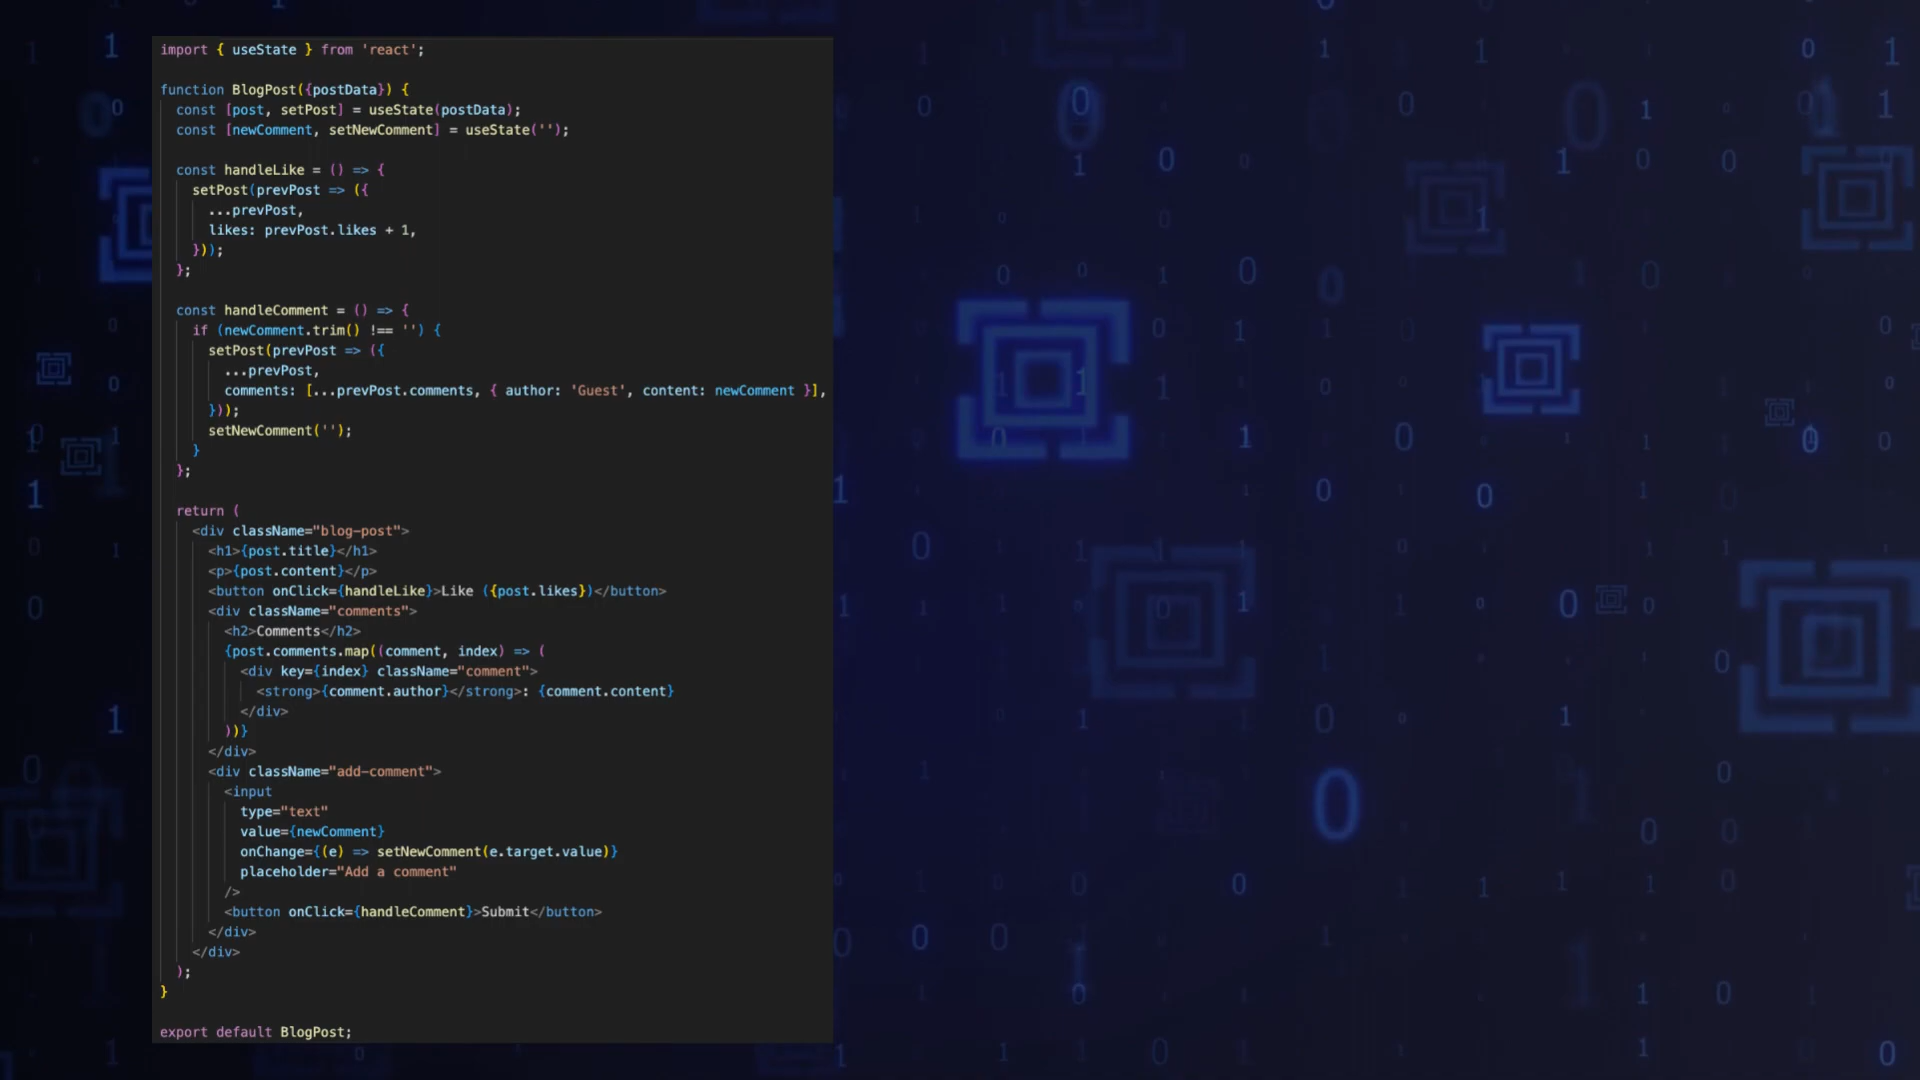 import { useState } from 'react';
function BlogPost({postData}) {
const [post, setPost] = useState(postData);
const [newComment, setNewComment] = useState('');
const handleLike = () => {
setPost(prevPost => ({
...prevPost,
likes: prevPost.likes + 1,
}));
};
const handleComment = () => {
if (newComment.trim() !== '') {
setPost(prevPost => ({
...prevPost,
comments: [...prevPost.comments, { author: 'Guest', content: newComment }],
}));
setNewComment('');
}
};
return (
<div className="blog-post">
<h1>{post.title}</h1>
<p>{post.content}</p>
<button onClick={handleLike}>Like ({post.likes})</button>
<div className="comments">
<h2>Comments</h2>
{post.comments.map((comment, index) => (
<div key={index} className="comment">
<strong>{comment.author}</strong>: {comment.content}
</div>
))}
</div>
<div className="add-comment">
<input
type="text"
value={newComment}
onChange={(e) => setNewComment(e.target.value)}
placeholder="Add a comment"
/>
<button onClick={handleComment}>Submit</button>
</div>
</div>
);
}
export default BlogPost;